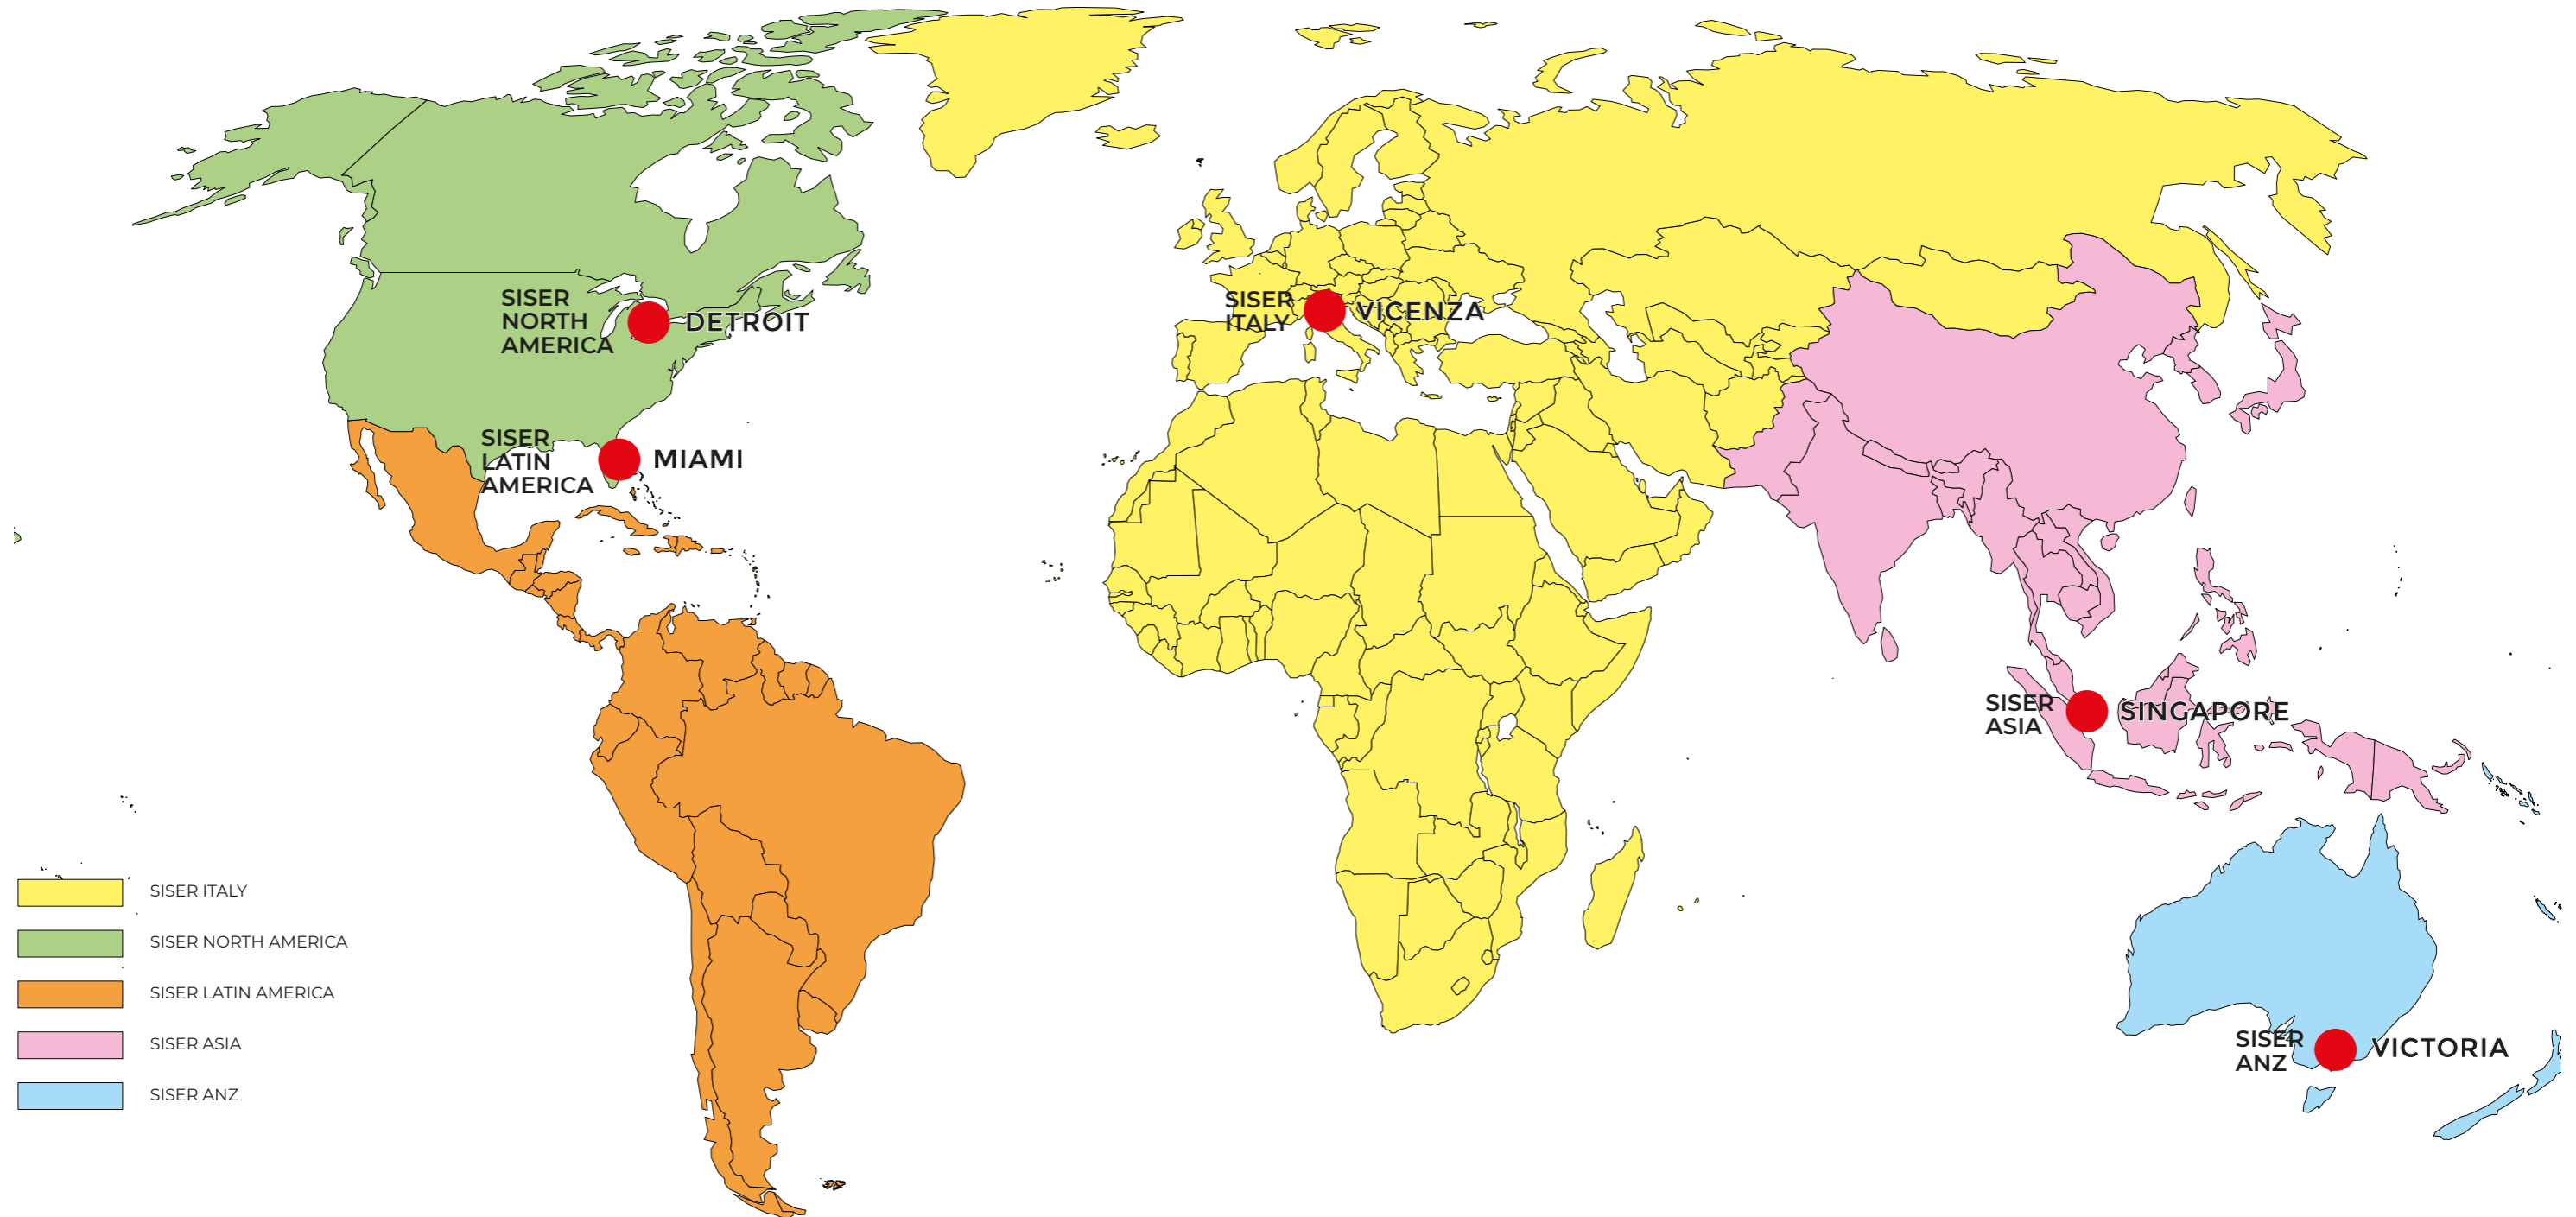 SISER
NORTH
AMERICA
DETROIT
SISER
ITALY
VICENZA
SISER
LATIN
AMERICA
MIAMI
SISER
ASIA
SINGAPORE
SISER
ANZ
VICTORIA
SISER ITALY
SISER NORTH AMERICA
SISER LATIN AMERICA
SISER ASIA
SISER ANZ